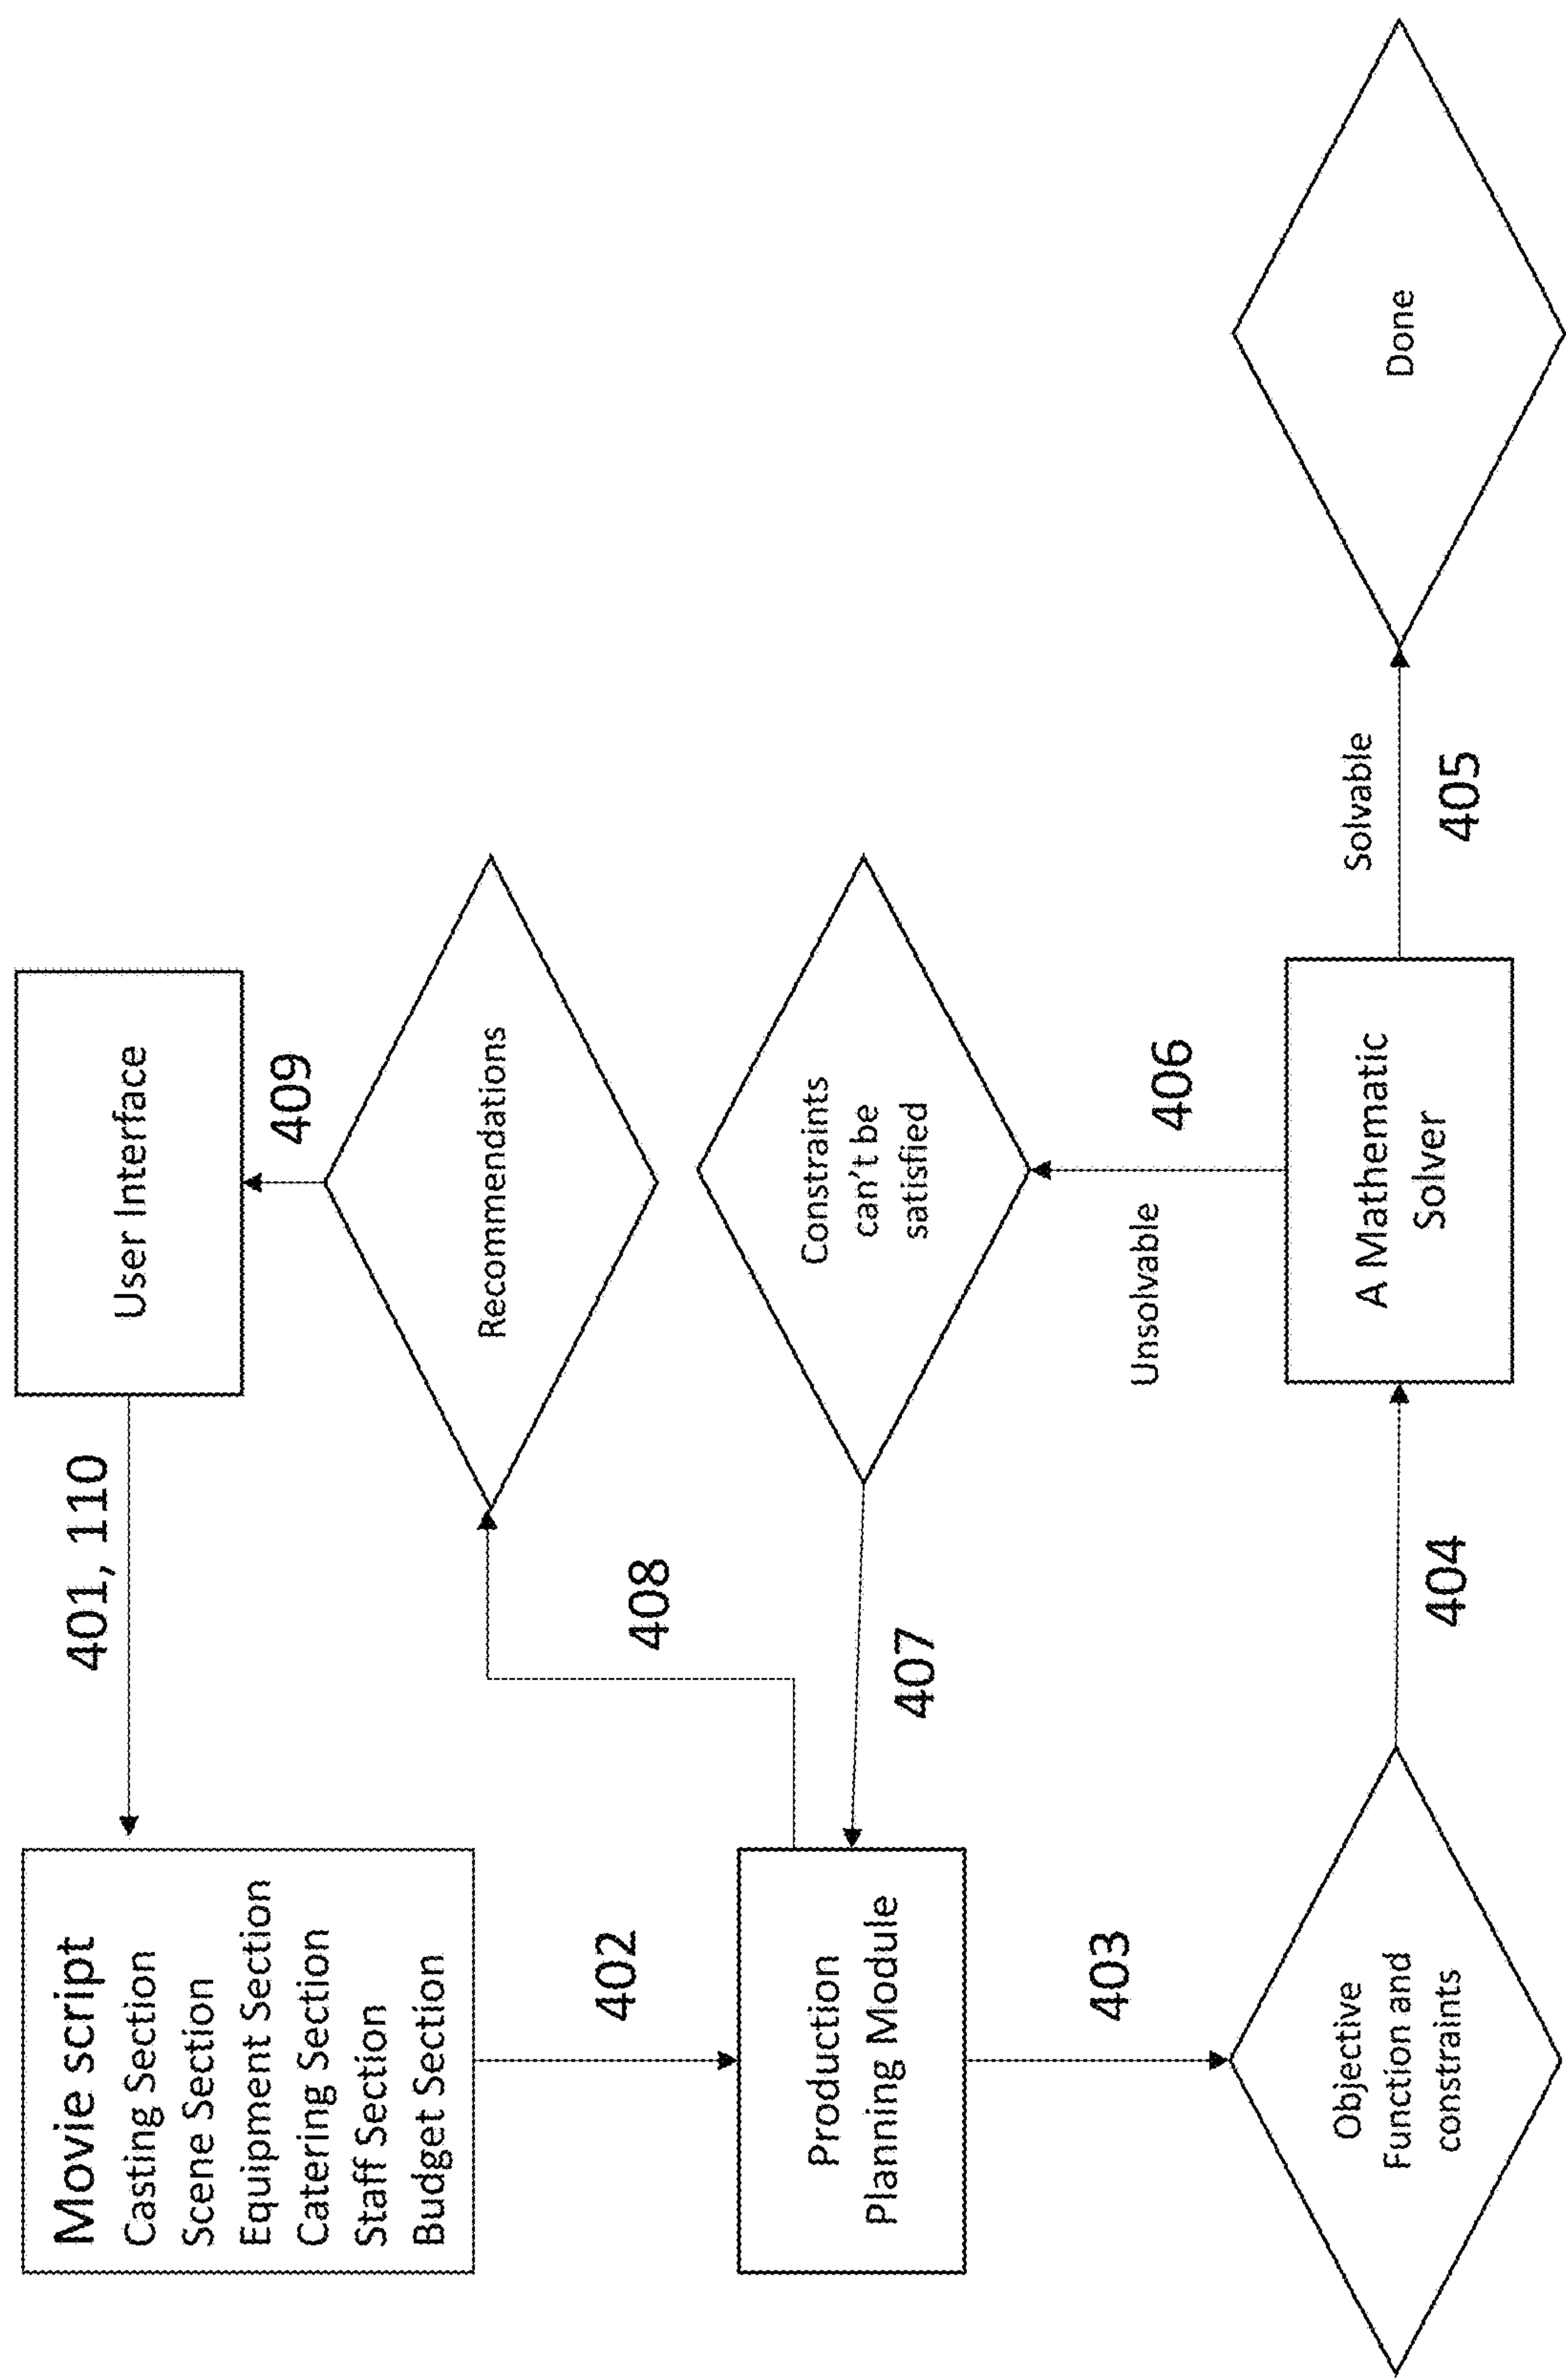 Movie script
Casting Section
Scene Section
Equipment Section
Catering Section
Staff Section
Budget Section
401, 110
User Interface
402
408
409
Recommendations
Production
Planning Module
407
Constraints
can't be
satisfied
403
Unsolvable
406
Objective
Function and
constraints
404
A Mathematic
Solver
Solvable
405
Done